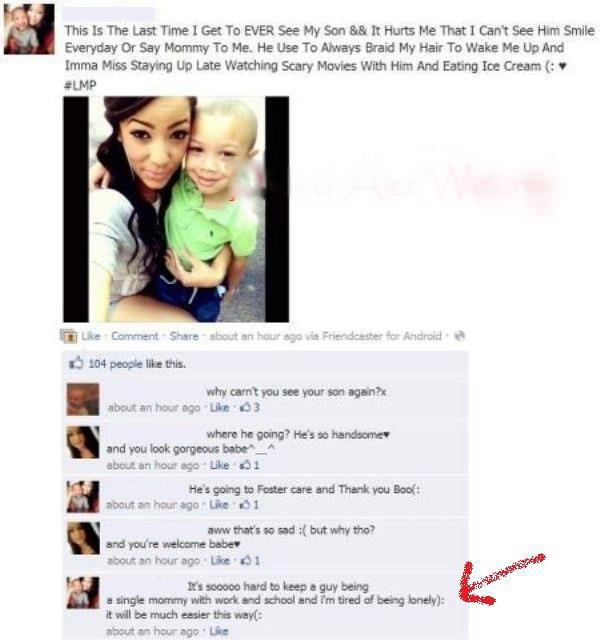 This Is The Last Time I Get To EVER See My Son && It Hurts Me That I Can't See Him Smile
Everyday Or Say Mommy To Me. He Use To Always Braid My Hair To Wake Me Up And
Imma Miss Staying Up Late Watching Scary Movies With Him And Eating Ice Cream (: ♥
#LMP
Like · Comment · Share · about an hour ago via Friendcaster for Android ·
104 people like this.
why carn't you see your son again?x
about an hour ago · Like · 3
where he going? He's so handsome♥
and you look gorgeous babe^__^
about an hour ago · Like · 1
He's going to Foster care and Thank you Boo(:
about an hour ago · Like · 1
aww that's so sad :( but why tho?
and you're welcome babe♥
about an hour ago · Like · 1
It's sooooo hard to keep a guy being
a single mommy with work and school and i'm tired of being lonely):
it will be much easier this way(:
about an hour ago · Like